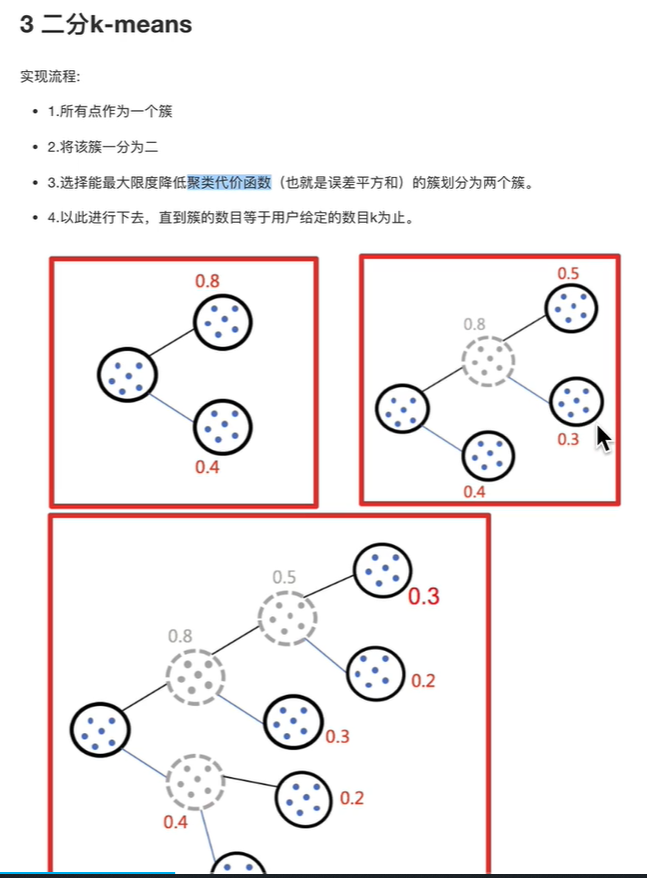 3 二分k-means
实现流程:
• 1.所有点作为一个簇
• 2.将该簇一分为二
• 3.选择能最大限度降低聚类代价函数（也就是误差平方和）的簇划分为两个簇。
• 4.以此进行下去，直到簇的数目等于用户给定的数目k为止。
0.8
0.4
0.5
0.8
0.3
0.4
0.5
0.3
0.8
0.2
0.3
0.2
0.4